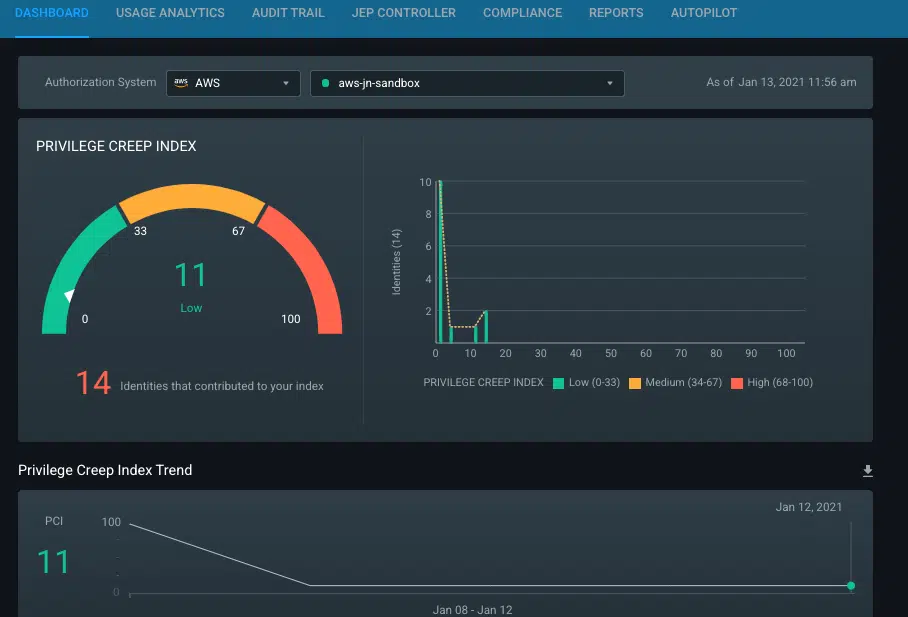 DASHBOARD USAGE ANALYTICS AUDIT TRAIL JEP CONTROLLER COMPLIANCE REPORTS AUTOPILOT
Authorization System aws AWS aws-jn-sandbox As of Jan 13, 2021 11:56 am
PRIVILEGE CREEP INDEX
33 67
11
Low
0 100
14 Identities that contributed to your index
Identities (14)
10
8
6
4
2
0 10 20 30 40 50 60 70 80 90 100
PRIVILEGE CREEP INDEX Low (0-33) Medium (34-67) High (68-100)
Privilege Creep Index Trend
Jan 12, 2021
PCI 100
11
0
Jan 08 - Jan 12